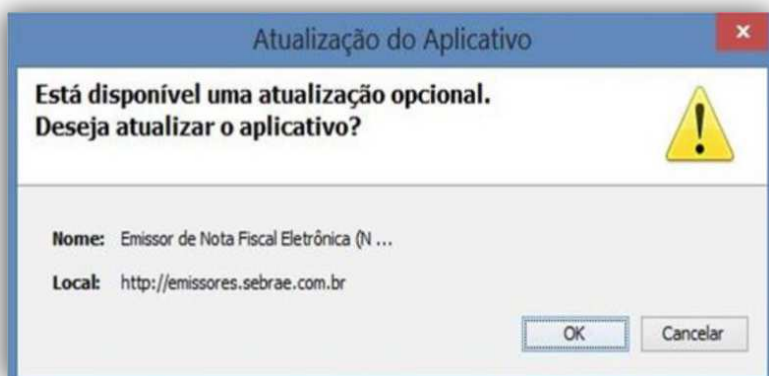 Atualização do Aplicativo
Está disponível uma atualização opcional.
Deseja atualizar o aplicativo?
Nome: Emissor de Nota Fiscal Eletrônica (N ...
Local: http://emissores.sebrae.com.br
OK Cancelar